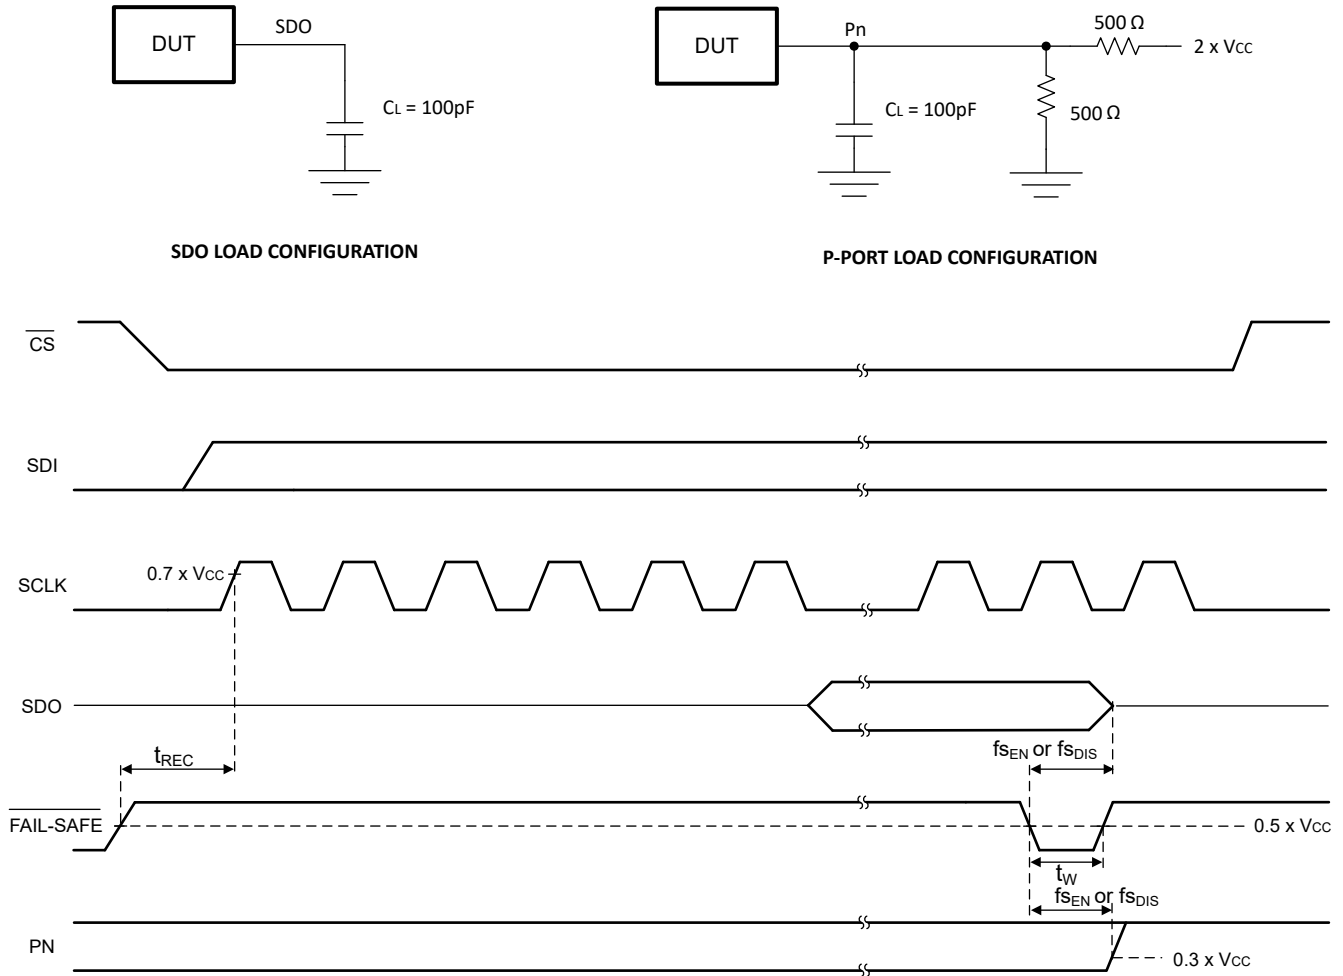 DUT
SDO
CL = 100pF
SDO LOAD CONFIGURATION
DUT
Pn
500 Ω
2 x VCC
CL = 100pF
500 Ω
P-PORT LOAD CONFIGURATION
CS
SDI
SCLK
0.7 x VCC
SDO
tREC
fsEN or fsDIS
FAIL-SAFE
0.5 x VCC
tW
fsEN or fsDIS
PN
0.3 x VCC